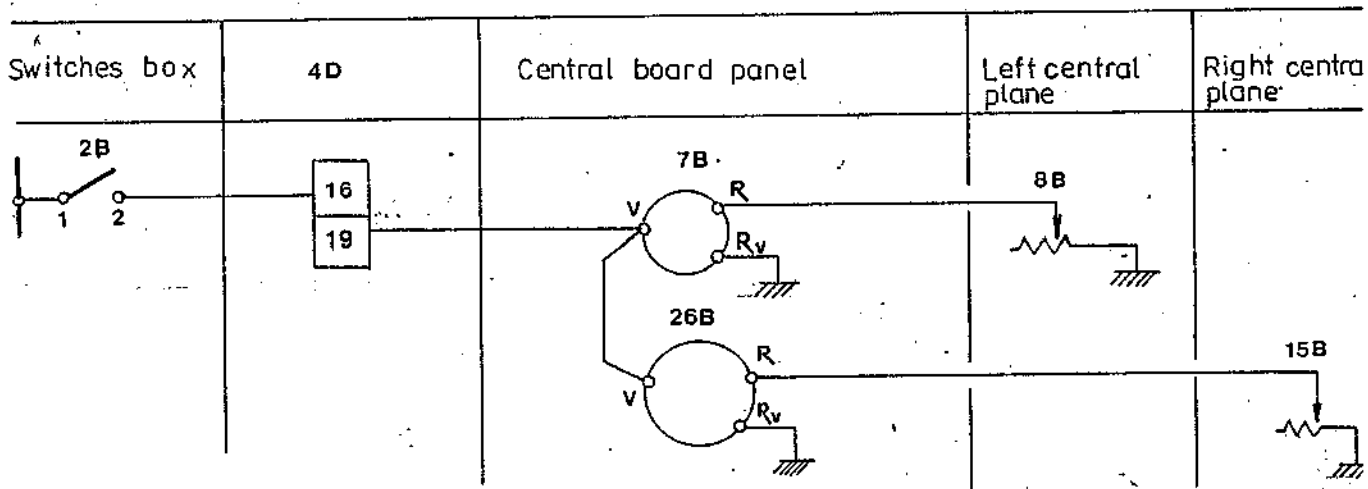 Switches box
4D
Central board panel
Left central
plane
Right centra
plane
2B
1
2
16
19
7B
V
R
Rv
8B
26B
V
R
Rv
15B